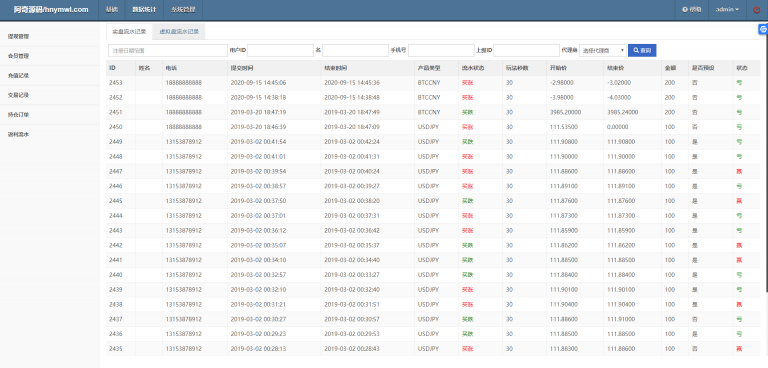 阿奇源码/hnymwl.com 基础 数据统计 系统管理 帮助 admin
提现管理
会员管理
充值记录
交易记录
持仓订单
返利流水
实盘流水记录 虚拟盘流水记录
注册日期范围 用户ID 名 手机号 上级ID 代理商 选择代理商 查询
ID 姓名 电话 提交时间 结束时间 产品类型 流水状态 玩法秒数 开始价 结束价 金额 是否预设 状态
2453 18888888888 2020-09-15 14:45:06 2020-09-15 14:45:36 BTCCNY 买涨 30 -2.98000 -3.02000 200 否 亏
2452 18888888888 2020-09-15 14:38:18 2020-09-15 14:38:48 BTCCNY 买涨 30 -3.98000 -4.03000 200 否 亏
2451 18888888888 2019-03-20 18:47:19 2019-03-20 18:47:49 BTCCNY 买跌 30 3985.20000 3985.24000 200 否 亏
2450 18888888888 2019-03-20 18:46:39 2019-03-20 18:47:09 USDJPY 买涨 30 111.53500 0.00000 100 否 亏
2449 13153878912 2019-03-02 00:41:54 2019-03-02 00:42:24 USDJPY 买跌 30 111.90800 111.90800 100 是 亏
2448 13153878912 2019-03-02 00:41:01 2019-03-02 00:41:31 USDJPY 买涨 30 111.90000 111.90000 100 是 亏
2447 13153878912 2019-03-02 00:39:54 2019-03-02 00:40:24 USDJPY 买涨 30 111.88600 111.88600 100 是 赢
2446 13153878912 2019-03-02 00:38:57 2019-03-02 00:39:27 USDJPY 买涨 30 111.89100 111.89100 100 是 亏
2445 13153878912 2019-03-02 00:37:50 2019-03-02 00:38:20 USDJPY 买跌 30 111.87600 111.87600 100 是 赢
2444 13153878912 2019-03-02 00:37:01 2019-03-02 00:37:31 USDJPY 买涨 30 111.87300 111.87300 100 是 亏
2443 13153878912 2019-03-02 00:36:12 2019-03-02 00:36:42 USDJPY 买涨 30 111.85900 111.85900 100 是 亏
2442 13153878912 2019-03-02 00:35:07 2019-03-02 00:35:37 USDJPY 买跌 30 111.86200 111.86200 100 是 赢
2441 13153878912 2019-03-02 00:34:10 2019-03-02 00:34:40 USDJPY 买涨 30 111.88500 111.88500 100 是 赢
2440 13153878912 2019-03-02 00:32:57 2019-03-02 00:33:27 USDJPY 买跌 30 111.88400 111.88400 100 是 亏
2439 13153878912 2019-03-02 00:32:10 2019-03-02 00:32:40 USDJPY 买涨 30 111.90100 111.90100 100 是 亏
2438 13153878912 2019-03-02 00:31:21 2019-03-02 00:31:51 USDJPY 买涨 30 111.90400 111.90400 100 是 赢
2437 13153878912 2019-03-02 00:30:27 2019-03-02 00:30:57 USDJPY 买跌 30 111.88600 111.91000 100 否 亏
2436 13153878912 2019-03-02 00:29:23 2019-03-02 00:29:53 USDJPY 买跌 30 111.88500 111.88500 100 是 亏
2435 13153878912 2019-03-02 00:28:13 2019-03-02 00:28:43 USDJPY 买涨 30 111.88300 111.88600 100 否 赢